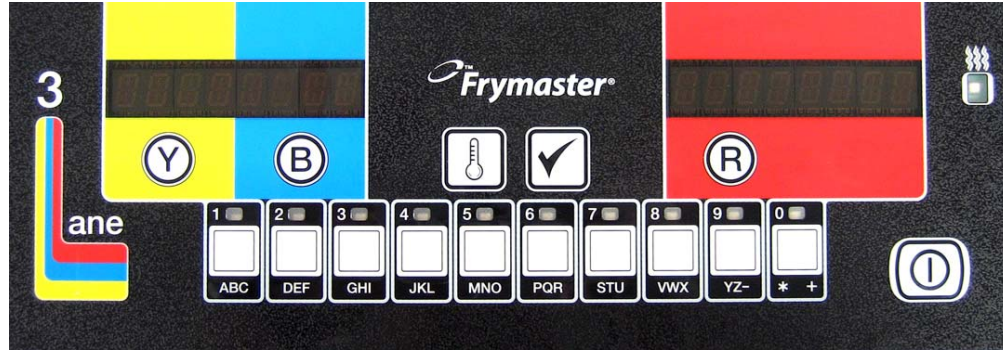 3 Lane
™ Frymaster®
Y B R
1 2 3 4 5 6 7 8 9 0
ABC DEF GHI JKL MNO PQR STU VWX YZ- * +